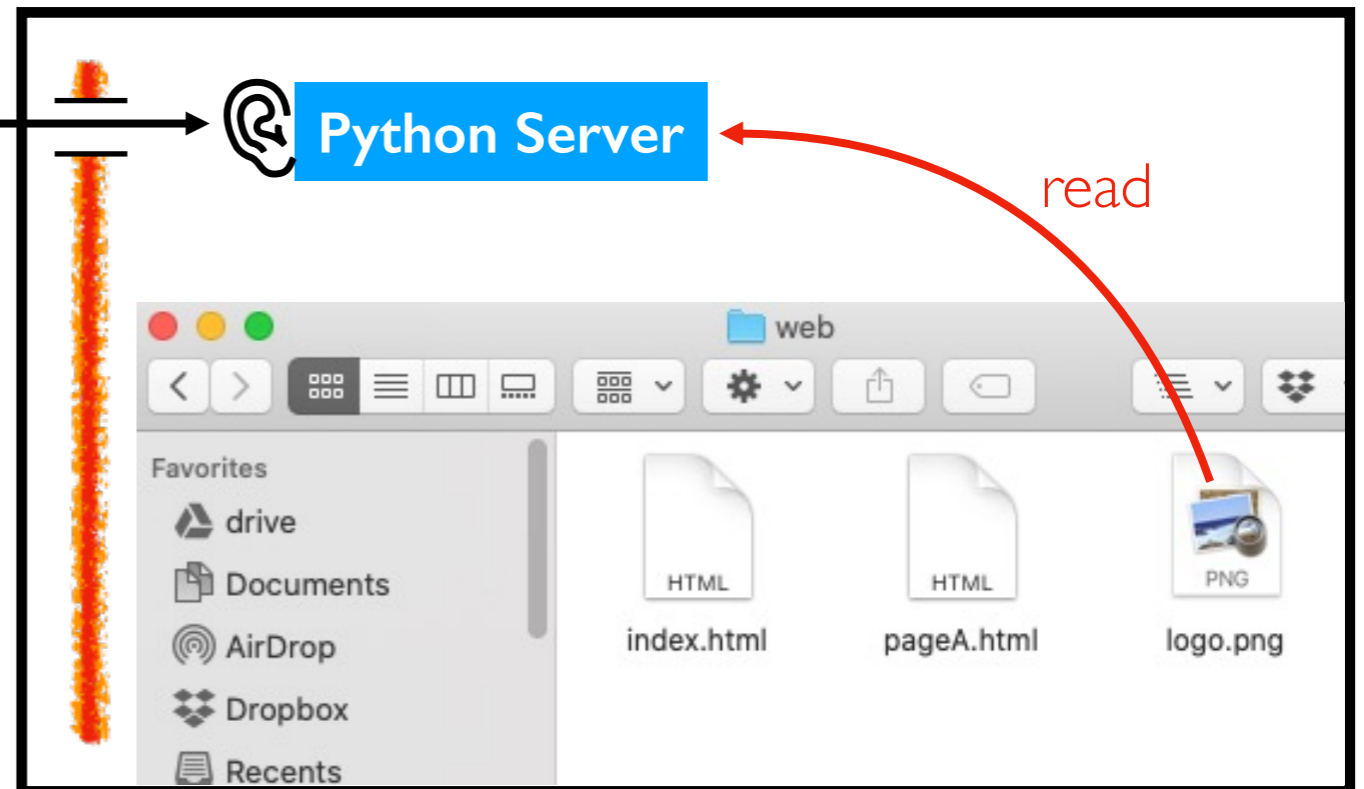 Python Server
read
web
Favorites
drive
Documents
AirDrop
Dropbox
Recents
HTML
HTML
PNG
index.html
pageA.html
logo.png